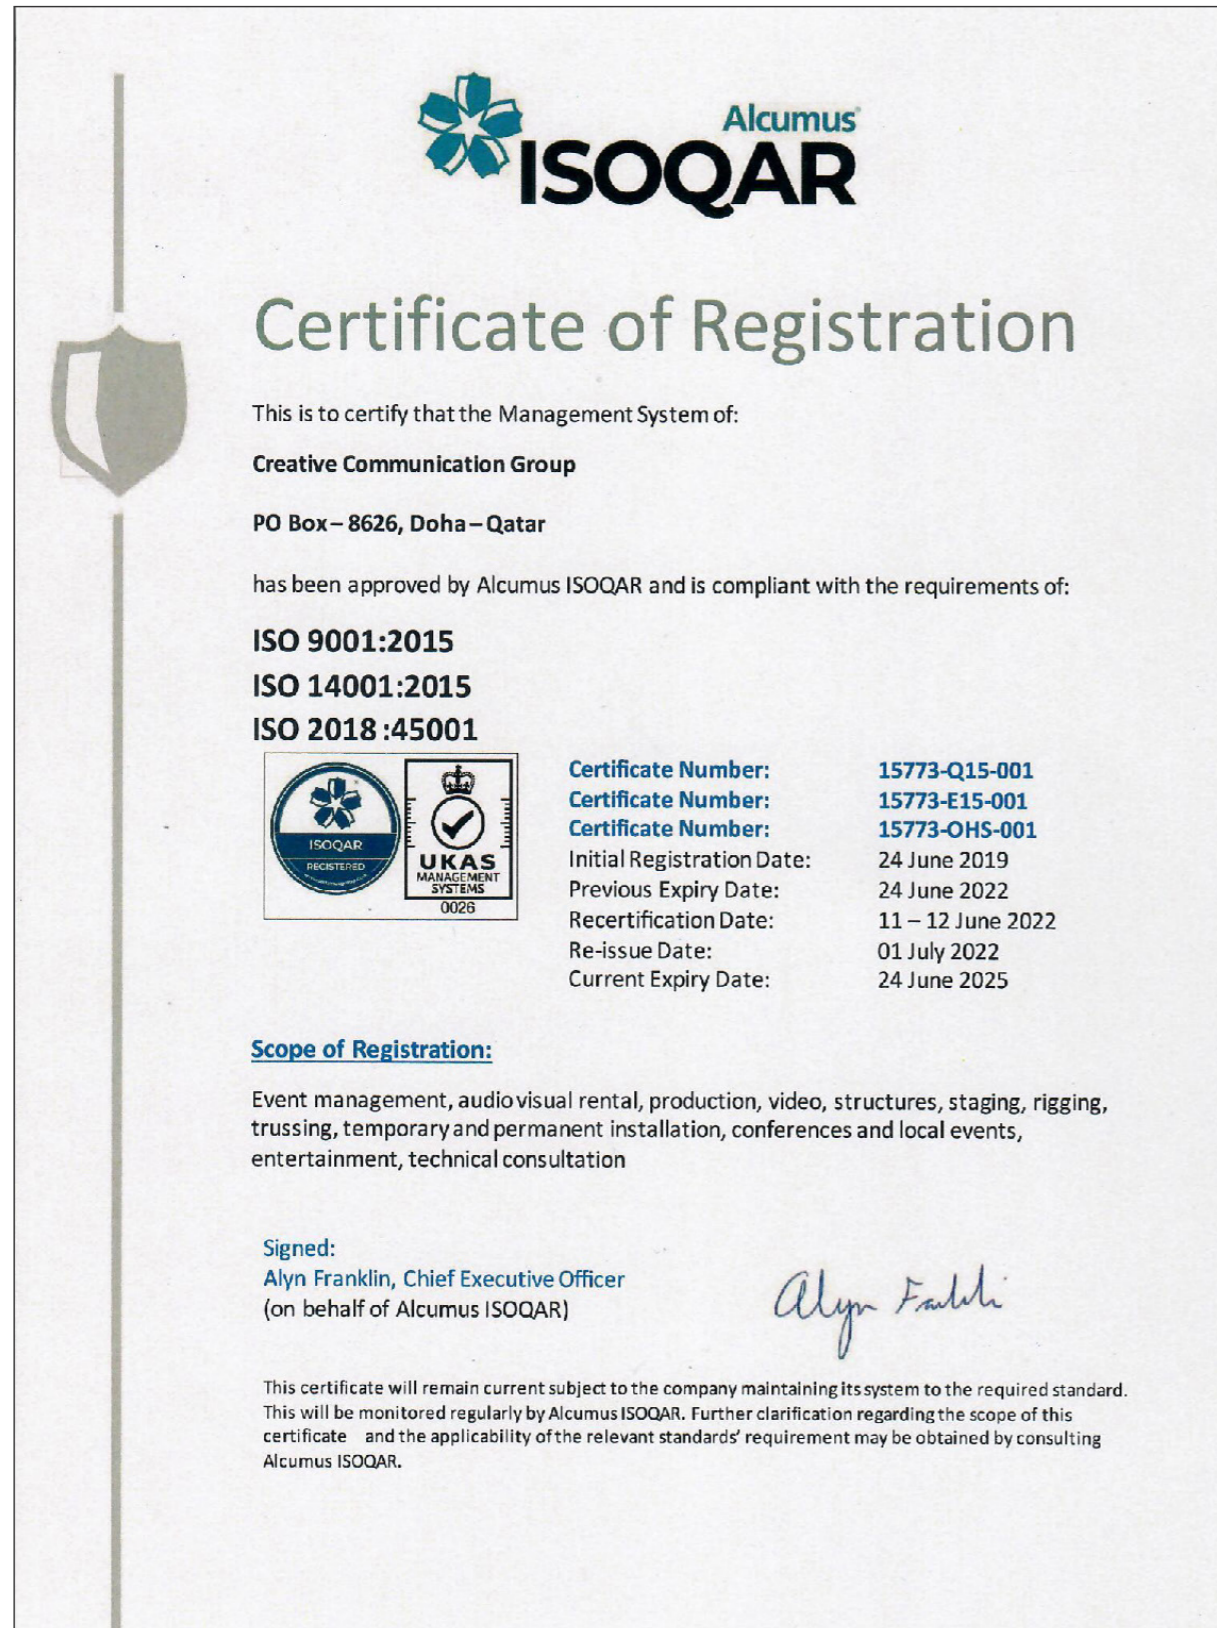 Alcumus
ISOQAR
Certificate of Registration
This is to certify that the Management System of:
Creative Communication Group
PO Box – 8626, Doha – Qatar
has been approved by Alcumus ISOQAR and is compliant with the requirements of:
ISO 9001:2015
ISO 14001:2015
ISO 2018 :45001
ISOQAR
REGISTERED
UKAS
MANAGEMENT
SYSTEMS
0026
Certificate Number: 15773-Q15-001
Certificate Number: 15773-E15-001
Certificate Number: 15773-OHS-001
Initial Registration Date: 24 June 2019
Previous Expiry Date: 24 June 2022
Recertification Date: 11 – 12 June 2022
Re-issue Date: 01 July 2022
Current Expiry Date: 24 June 2025
Scope of Registration:
Event management, audio visual rental, production, video, structures, staging, rigging,
trussing, temporary and permanent installation, conferences and local events,
entertainment, technical consultation
Signed:
Alyn Franklin, Chief Executive Officer
(on behalf of Alcumus ISOQAR)
Alyn
This certificate will remain current subject to the company maintaining its system to the required standard.
This will be monitored regularly by Alcumus ISOQAR. Further clarification regarding the scope of this
certificate and the applicability of the relevant standards' requirement may be obtained by consulting
Alcumus ISOQAR.